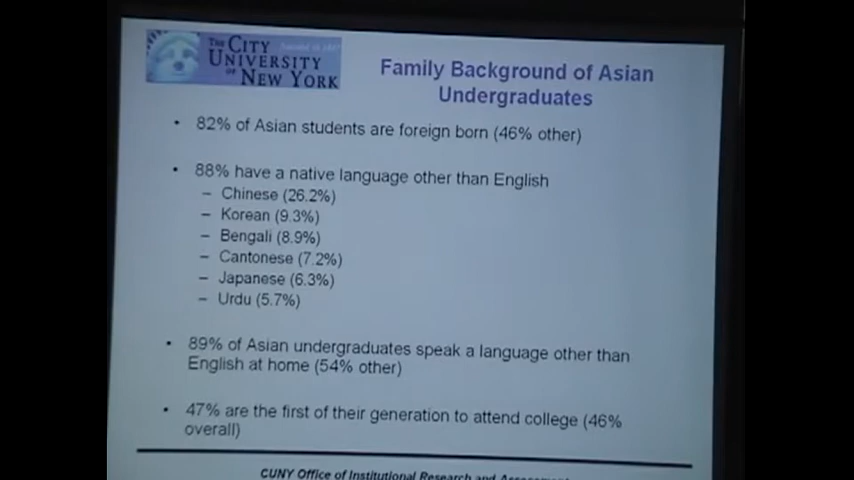 THE CITY
UNIVERSITY
OF
NEW YORK
Family Background of Asian
Undergraduates
• 82% of Asian students are foreign born (46% other)
• 88% have a native language other than English
– Chinese (26.2%)
– Korean (9.3%)
– Bengali (8.9%)
– Cantonese (7.2%)
– Japanese (6.3%)
– Urdu (5.7%)
• 89% of Asian undergraduates speak a language other than
English at home (54% other)
• 47% are the first of their generation to attend college (46%
overall)
CUNY Office of Institutional Research and